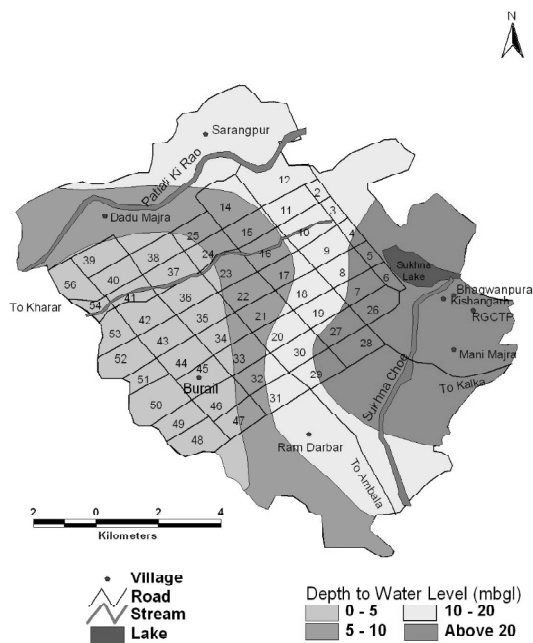 N
Sarangpur
Patiali Ki Rao
12
Dadu Majra
14
11
2
3
25
15
10
4
39
38
24
16
9
5
Sukhna Lake
56
40
37
23
17
8
6
Bhagwanpura
Kishangarh
To Kharar
54
41
36
22
18
7
26
RGCTP
42
35
21
19
53
43
34
20
27
Mani Majra
52
44
45
33
30
28
To Kalka
51
Burail
32
29
Sukhna Choe
50
46
31
49
47
48
Ram Darbar
To Ambala
2 0 2 4
Kilometers
Village
Road
Stream
Lake
Depth to Water Level (mbgl)
0 - 5
10 - 20
5 - 10
Above 20